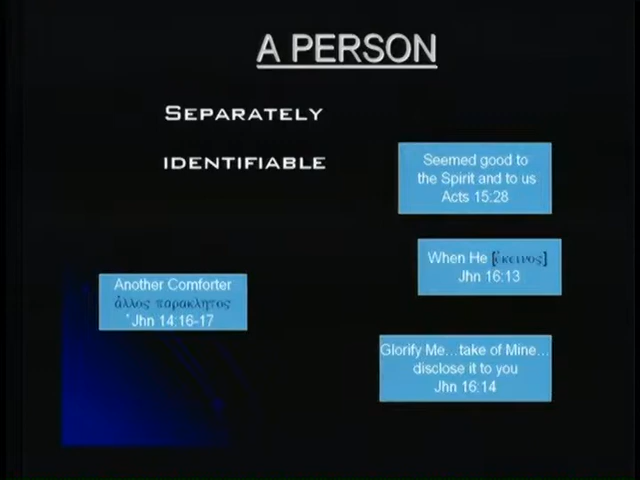 A PERSON
SEPARATELY
IDENTIFIABLE
Seemed good to
the Spirit and to us
Acts 15:28
When He [ἐκεινος]
Jhn 16:13
Another Comforter
ἀλλος παρακλητος
Jhn 14:16-17
Glorify Me...take of Mine...
disclose it to you
Jhn 16:14